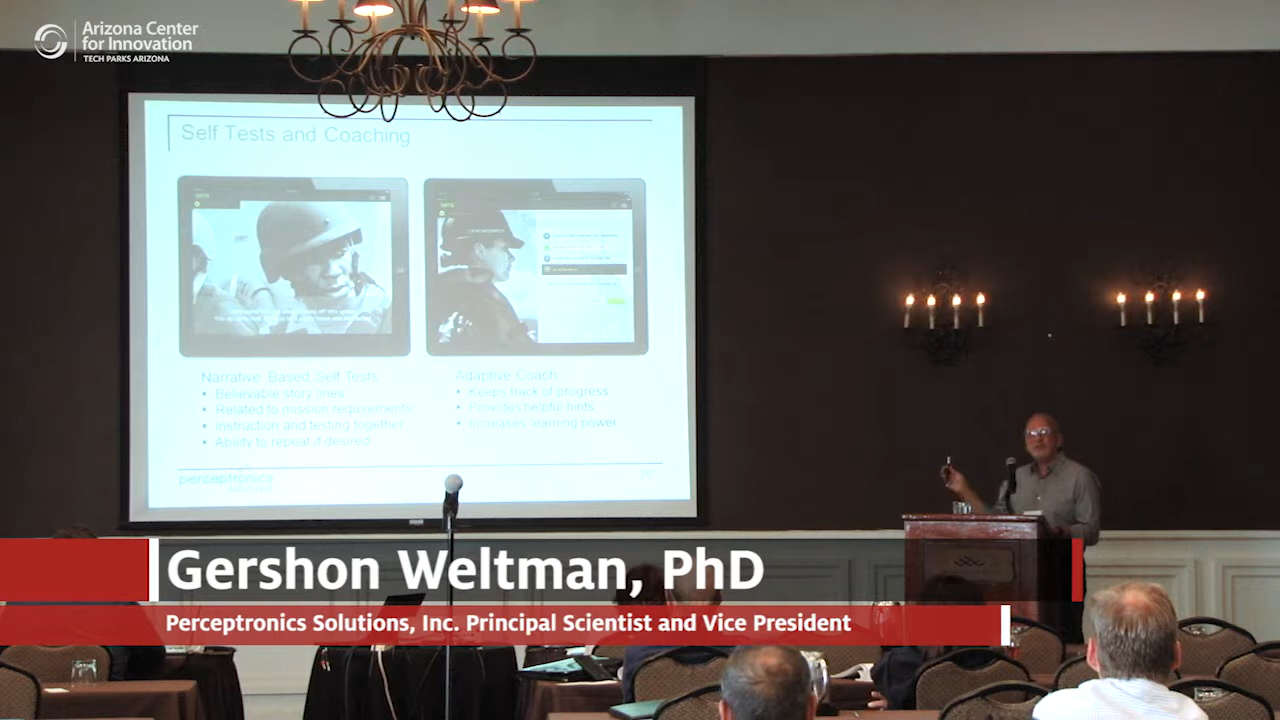 Arizona Center
for Innovation
TECH PARKS ARIZONA
Self Tests and Coaching
Narrative Based Self Tests
• Believable story lines
• Related to mission requirements
• Instruction and testing together
• Ability to repeat if desired
Adaptive Coach
• Keeps track of progress
• Provides helpful hints
• Increases learning power
perceptronics
solutions
Gershon Weltman, PhD
Perceptronics Solutions, Inc. Principal Scientist and Vice President